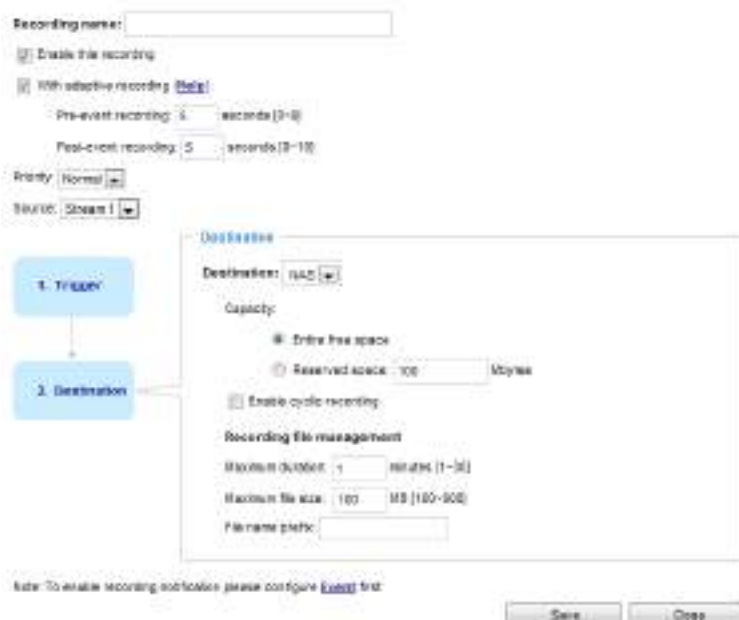 Recording name:
Enable this recording
With adaptive recording [Help]
Pre-event recording: 5 seconds [0~9]
Post-event recording: 5 seconds [0~10]
Priority: Normal
Source: Stream 1
Destination
1. Trigger
Destination: NAS
Capacity:
Entire free space
2. Destination
Reserved space: 100 Mbytes
Enable cyclic recording
Recording file management
Maximum duration: 1 minutes [1~30]
Maximum file size: 100 MB [100~900]
File name prefix:
Note: To enable recording notification please configure Event first
Save Close